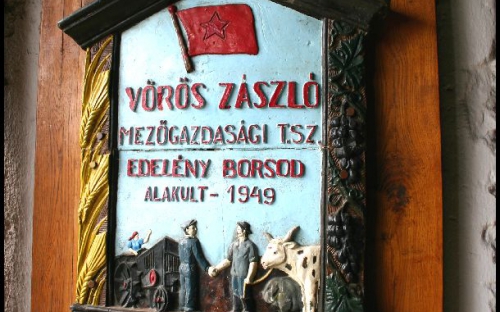 VÖRÖS ZÁSZLÓ
MEZŐGAZDASÁGI T.SZ.
EDELÉNY BORSOD
ALAKULT-1949